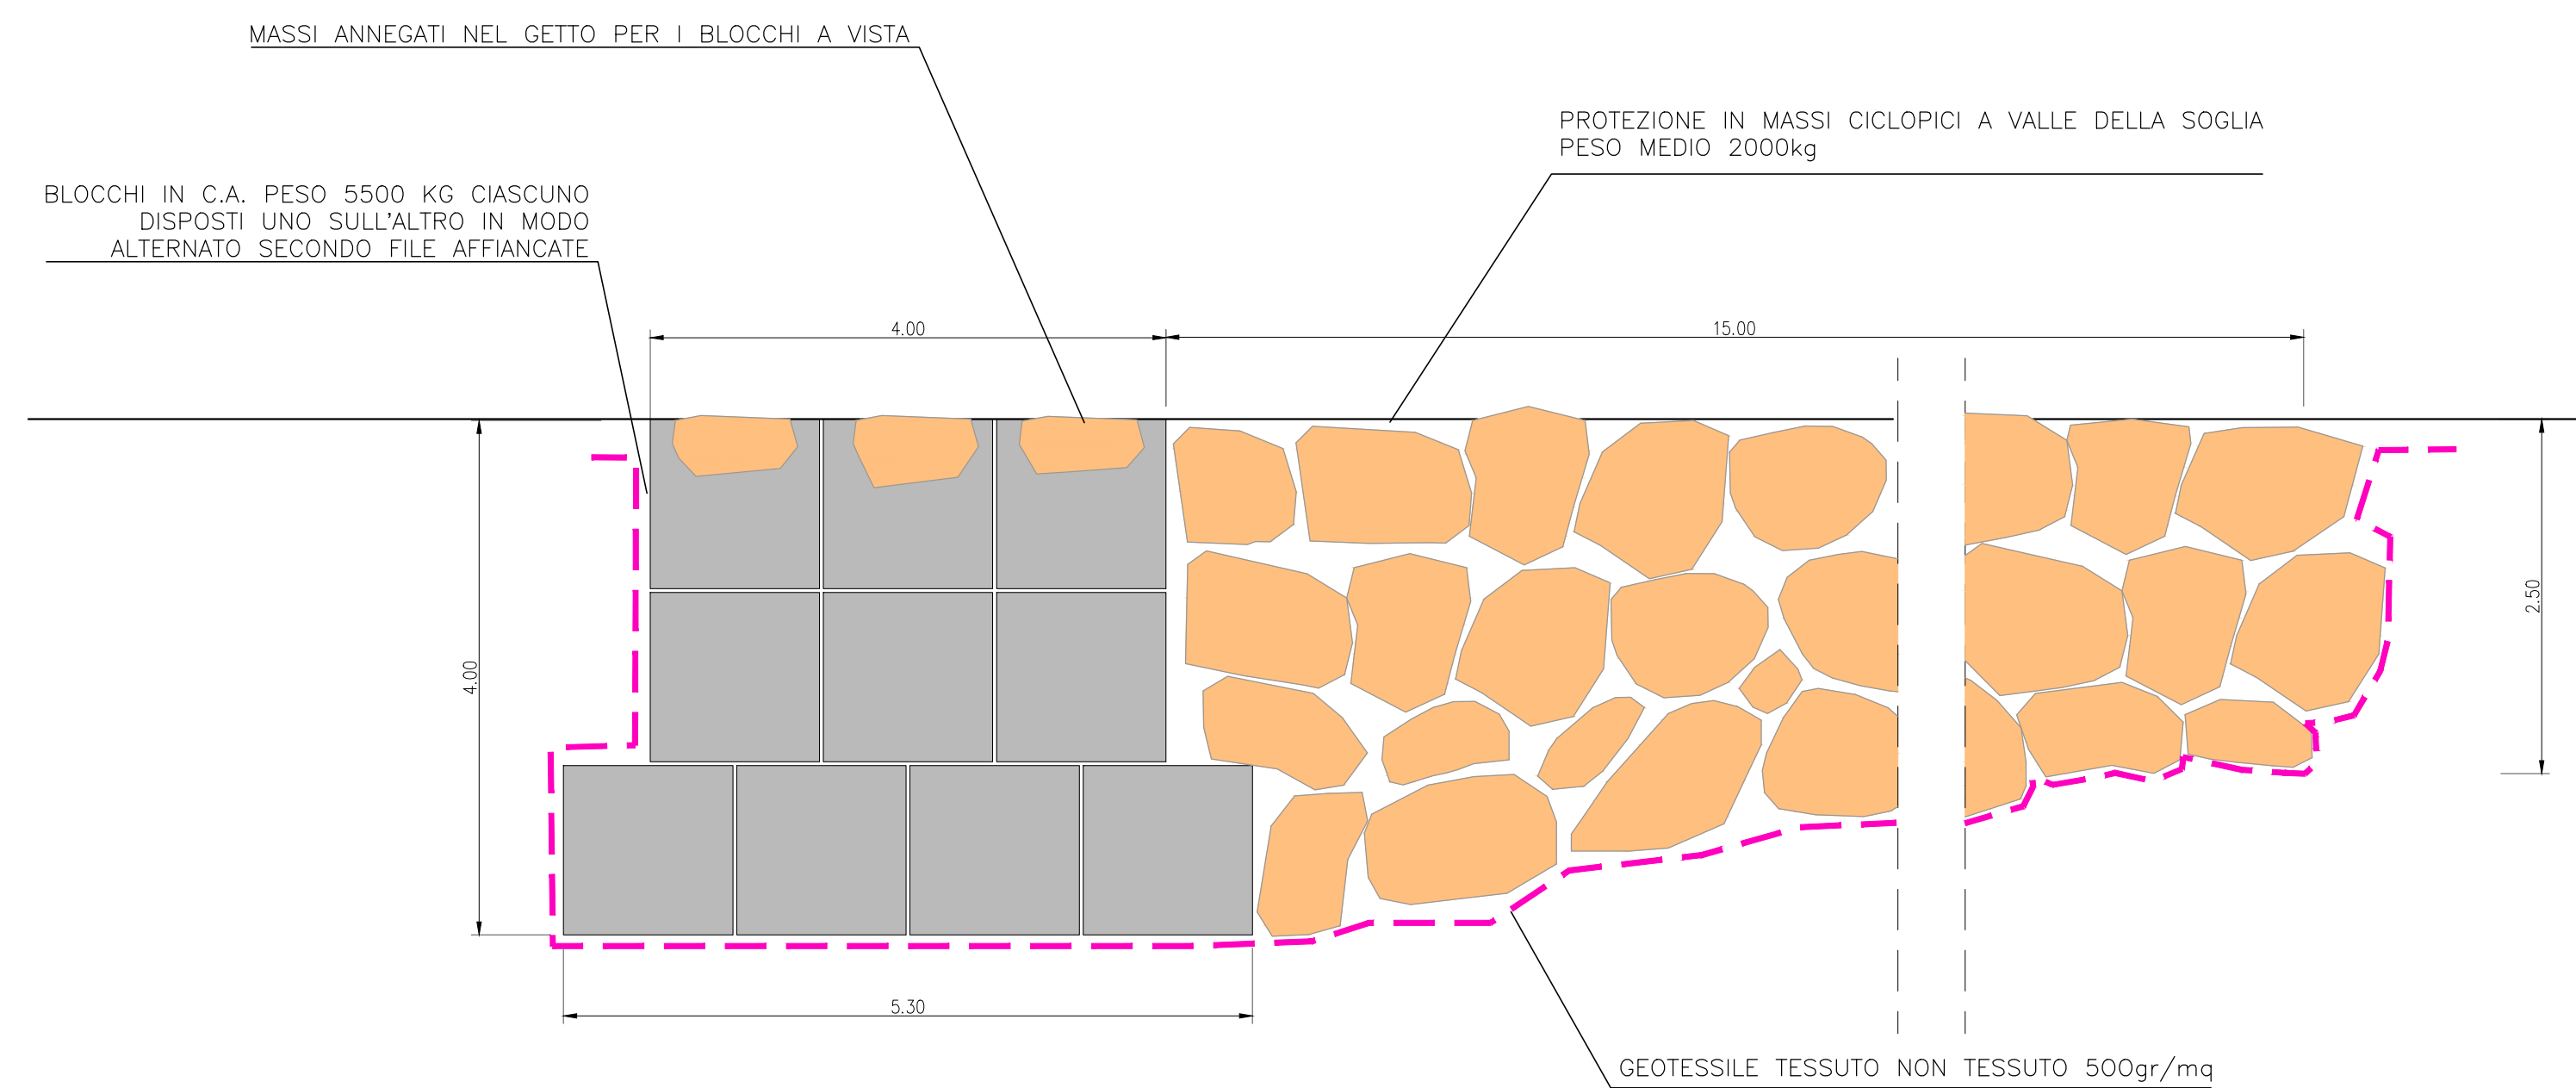 MASSI ANNEGATI NEL GETTO PER I BLOCCHI A VISTA
PROTEZIONE IN MASSI CICLOPICI A VALLE DELLA SOGLIA
PESO MEDIO 2000kg
BLOCCHI IN C.A. PESO 5500 KG CIASCUNO
DISPOSTI UNO SULL'ALTRO IN MODO
ALTERNATO SECONDO FILE AFFIANCATE
4.00
15.00
4.00
2.50
5.30
GEOTESSILE TESSUTO NON TESSUTO 500gr/mq